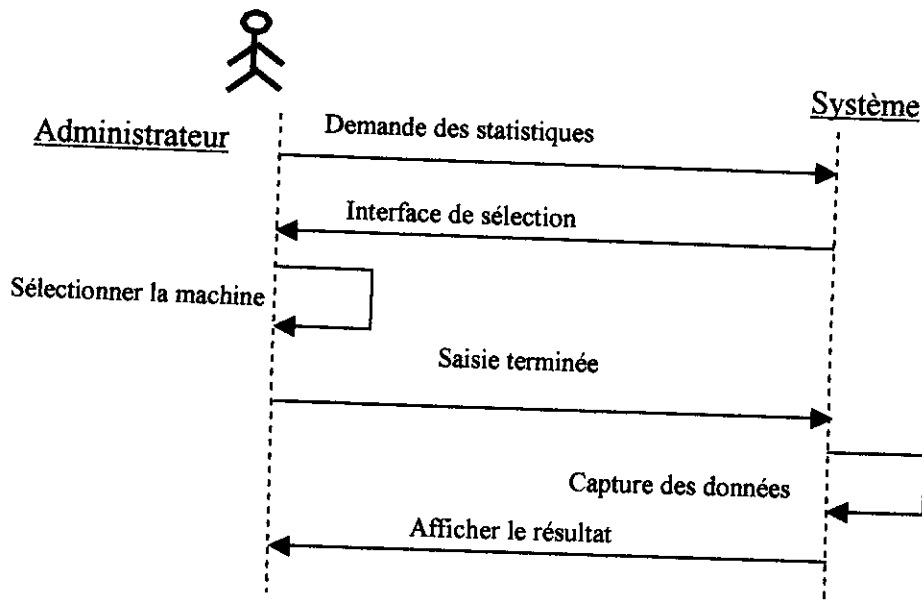 Système
Administrateur
Demande des statistiques
Interface de sélection
Sélectionner la machine
Saisie terminée
Capture des données
Afficher le résultat